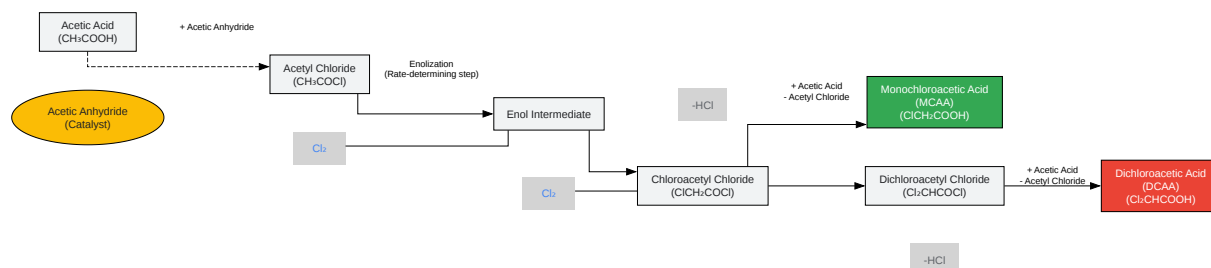 Acetic Acid
(CH₃COOH)
+ Acetic Anhydride
Acetyl Chloride
(CH₃COCl)
Enolization
(Rate-determining step)
Acetic Anhydride
(Catalyst)
Enol Intermediate
Cl₂
-HCl
+ Acetic Acid
- Acetyl Chloride
Monochloroacetic Acid
(MCAA)
(ClCH₂COOH)
Cl₂
Chloroacetyl Chloride
(ClCH₂COCl)
Dichloroacetyl Chloride
(Cl₂CHCOCl)
+ Acetic Acid
- Acetyl Chloride
Dichloroacetic Acid
(DCAA)
(Cl₂CHCOOH)
-HCl